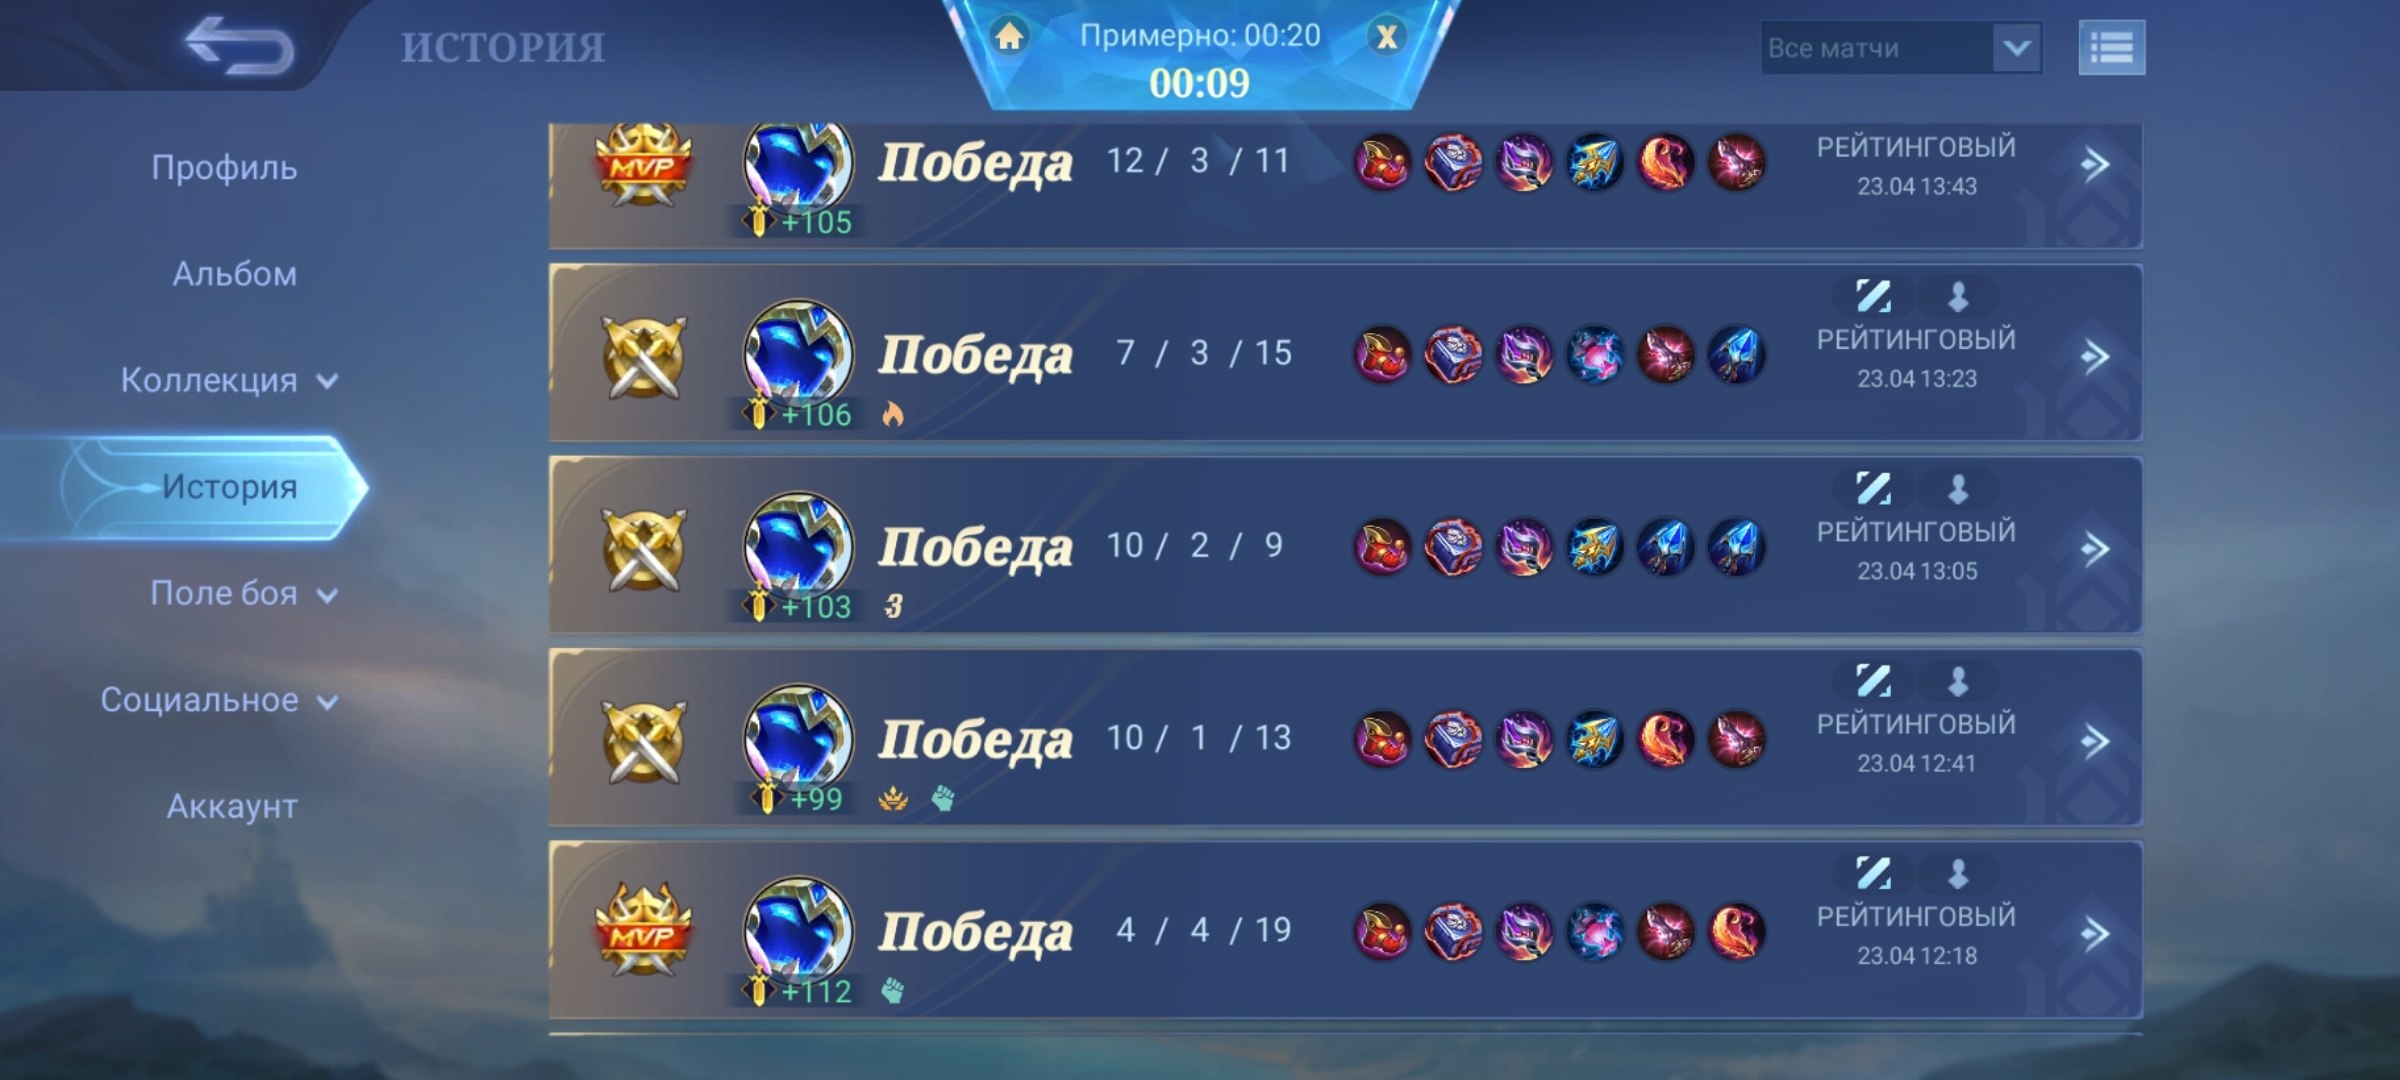 ИСТОРИЯ
Примерно: 00:20
00:09
Все матчи
Профиль
Альбом
Коллекция
История
Поле боя
Социальное
Аккаунт
MVP
+105
Победа
12 / 3 / 11
РЕЙТИНГОВЫЙ
23.04 13:43
+106
Победа
7 / 3 / 15
РЕЙТИНГОВЫЙ
23.04 13:23
+103
Победа
3
10 / 2 / 9
РЕЙТИНГОВЫЙ
23.04 13:05
+99
Победа
10 / 1 / 13
РЕЙТИНГОВЫЙ
23.04 12:41
MVP
+112
Победа
4 / 4 / 19
РЕЙТИНГОВЫЙ
23.04 12:18